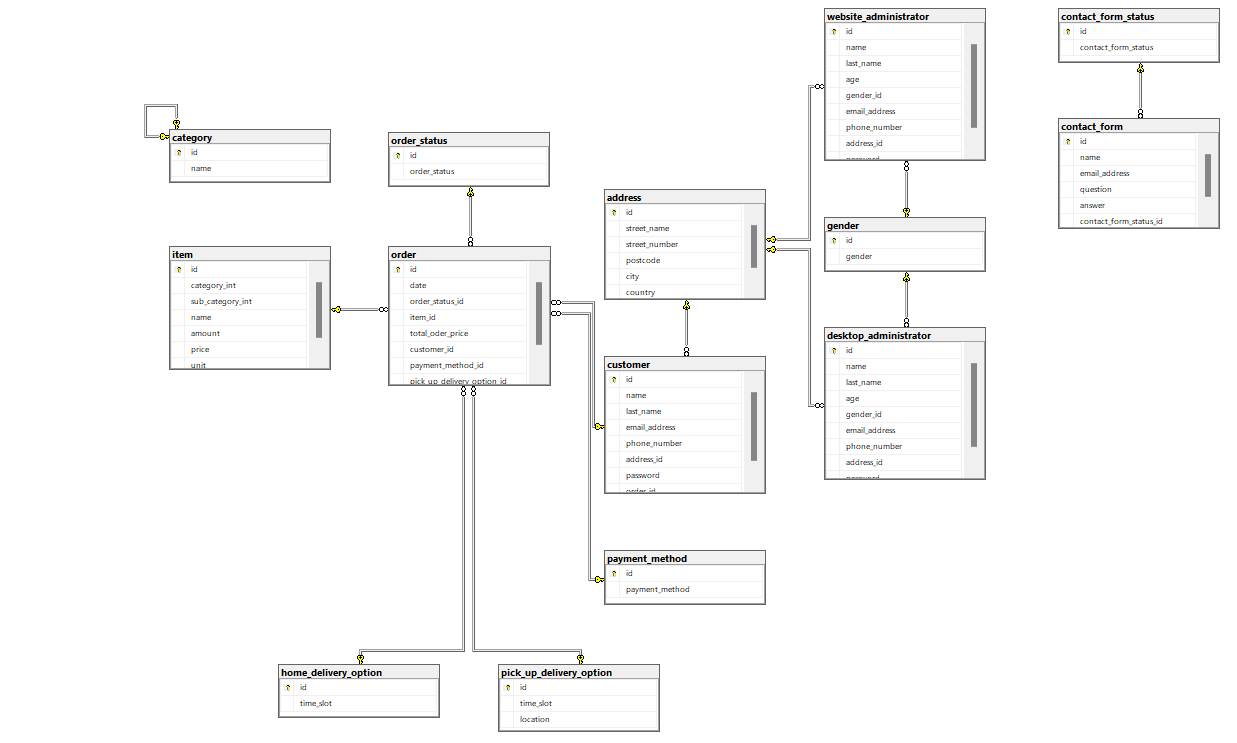 website_administrator
id
name
last_name
age
gender_id
email_address
phone_number
address_id
password
contact_form_status
id
contact_form_status
contact_form
id
name
email_address
question
answer
contact_form_status_id
category
id
name
order_status
id
order_status
address
id
street_name
street_number
postcode
city
country
gender
id
gender
item
id
category_int
sub_category_int
name
amount
price
unit
order
id
date
order_status_id
item_id
total_oder_price
customer_id
payment_method_id
pick_up_delivery_option_id
customer
id
name
last_name
email_address
phone_number
address_id
password
order_id
desktop_administrator
id
name
last_name
age
gender_id
email_address
phone_number
address_id
password
payment_method
id
payment_method
home_delivery_option
id
time_slot
pick_up_delivery_option
id
time_slot
location